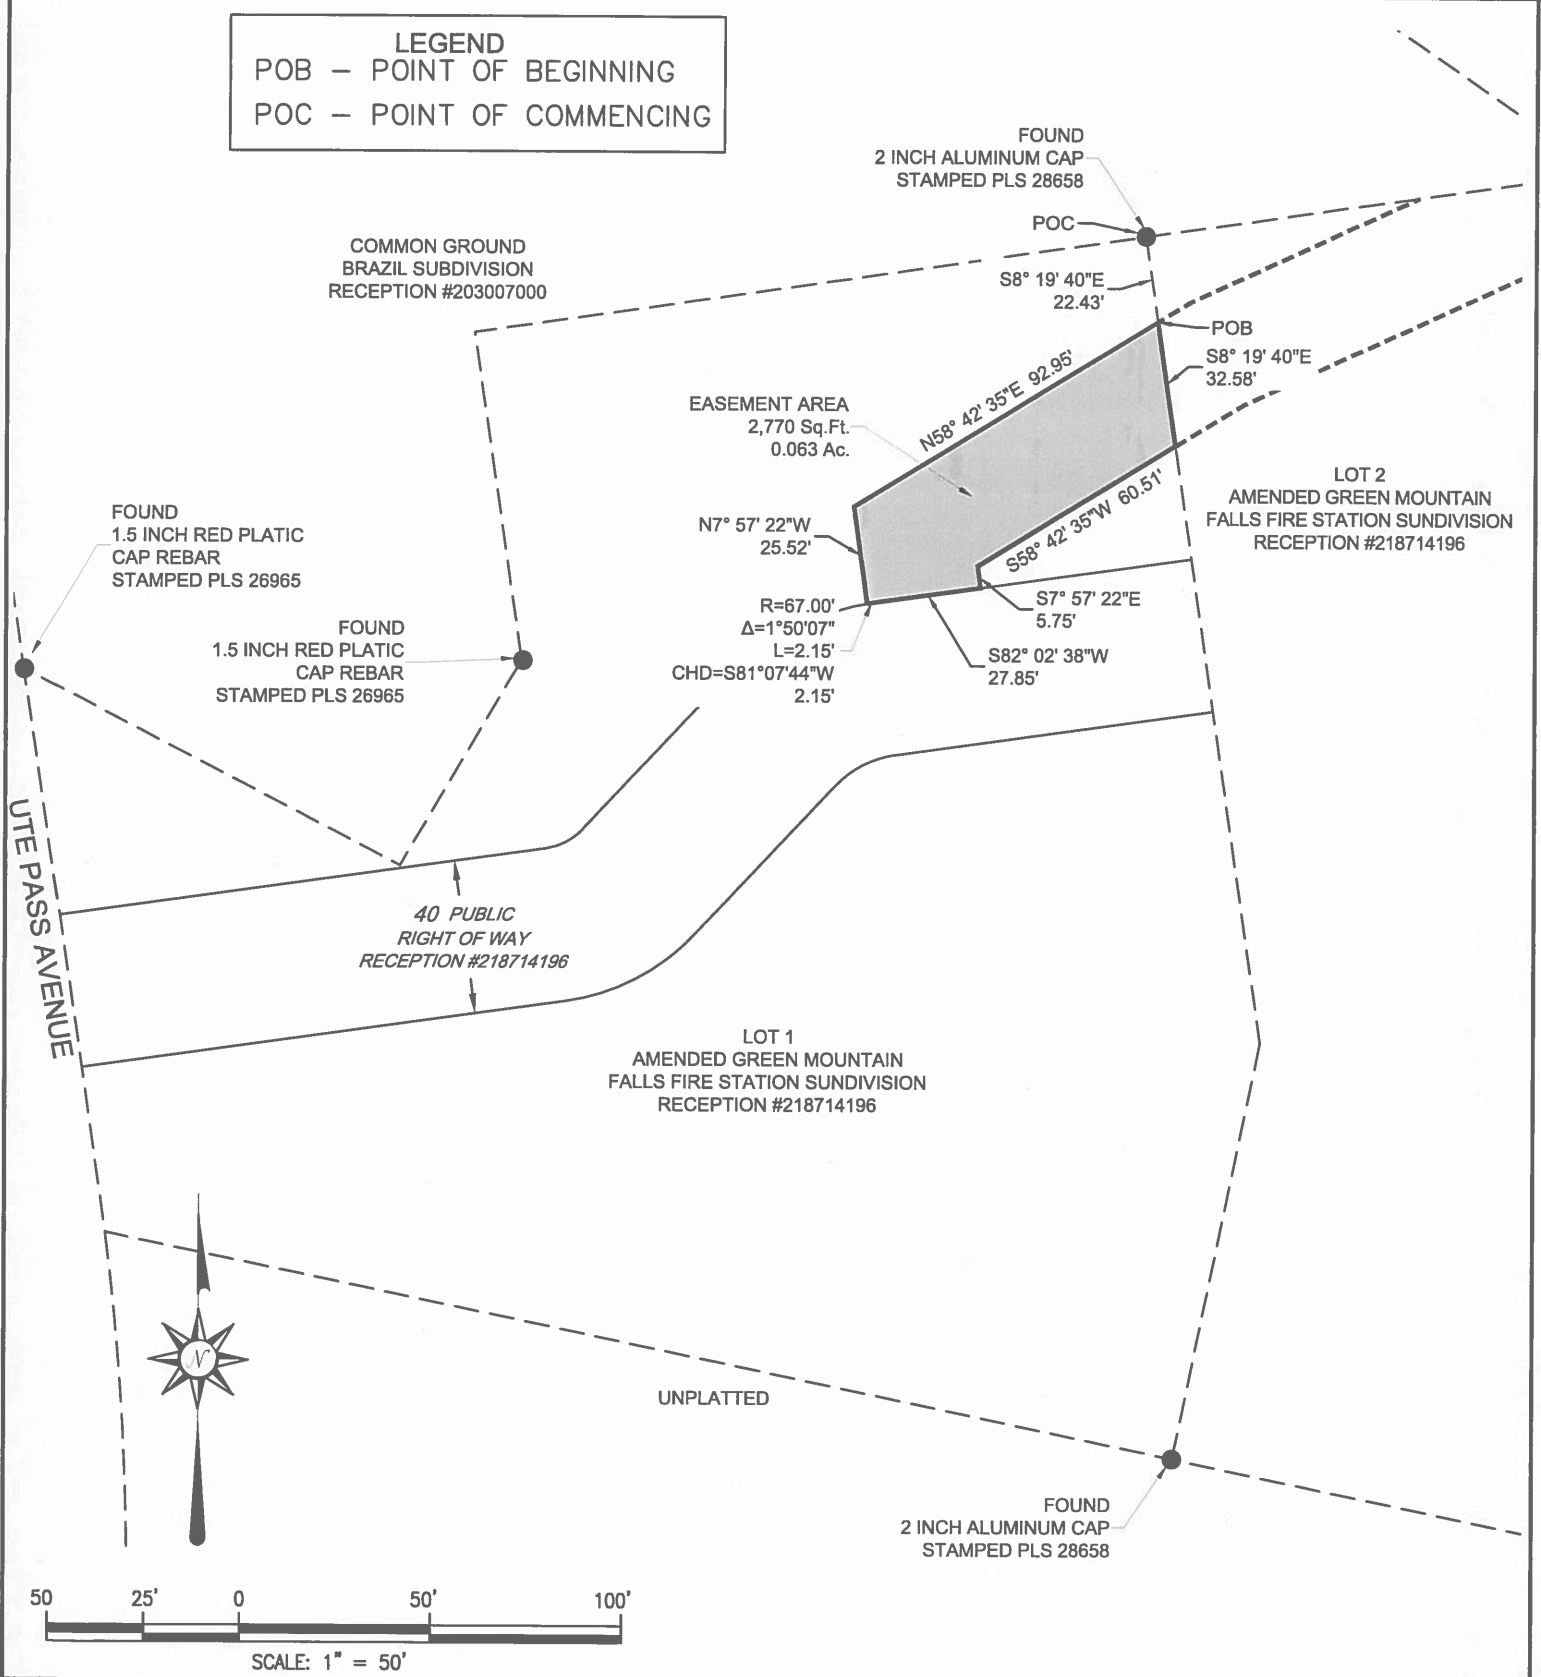 LEGEND
POB – POINT OF BEGINNING
POC – POINT OF COMMENCING
FOUND
2 INCH ALUMINUM CAP
STAMPED PLS 28658
POC
COMMON GROUND
BRAZIL SUBDIVISION
RECEPTION #203007000
S8° 19' 40"E
22.43'
POB
S8° 19' 40"E
32.58'
N58° 42' 35"E 92.95'
EASEMENT AREA
2,770 Sq.Ft.
0.063 Ac.
S58° 42' 35"W 60.51'
LOT 2
AMENDED GREEN MOUNTAIN
FALLS FIRE STATION SUNDIVISION
RECEPTION #218714196
FOUND
1.5 INCH RED PLATIC
CAP REBAR
STAMPED PLS 26965
N7° 57' 22"W
25.52'
FOUND
1.5 INCH RED PLATIC
CAP REBAR
STAMPED PLS 26965
R=67.00'
Δ=1°50'07"
L=2.15'
CHD=S81°07'44"W
2.15'
S7° 57' 22"E
5.75'
S82° 02' 38"W
27.85'
UTE PASS AVENUE
40 PUBLIC
RIGHT OF WAY
RECEPTION #218714196
LOT 1
AMENDED GREEN MOUNTAIN
FALLS FIRE STATION SUNDIVISION
RECEPTION #218714196
N
UNPLATTED
FOUND
2 INCH ALUMINUM CAP
STAMPED PLS 28658
50 25' 0 50' 100'
SCALE: 1" = 50'